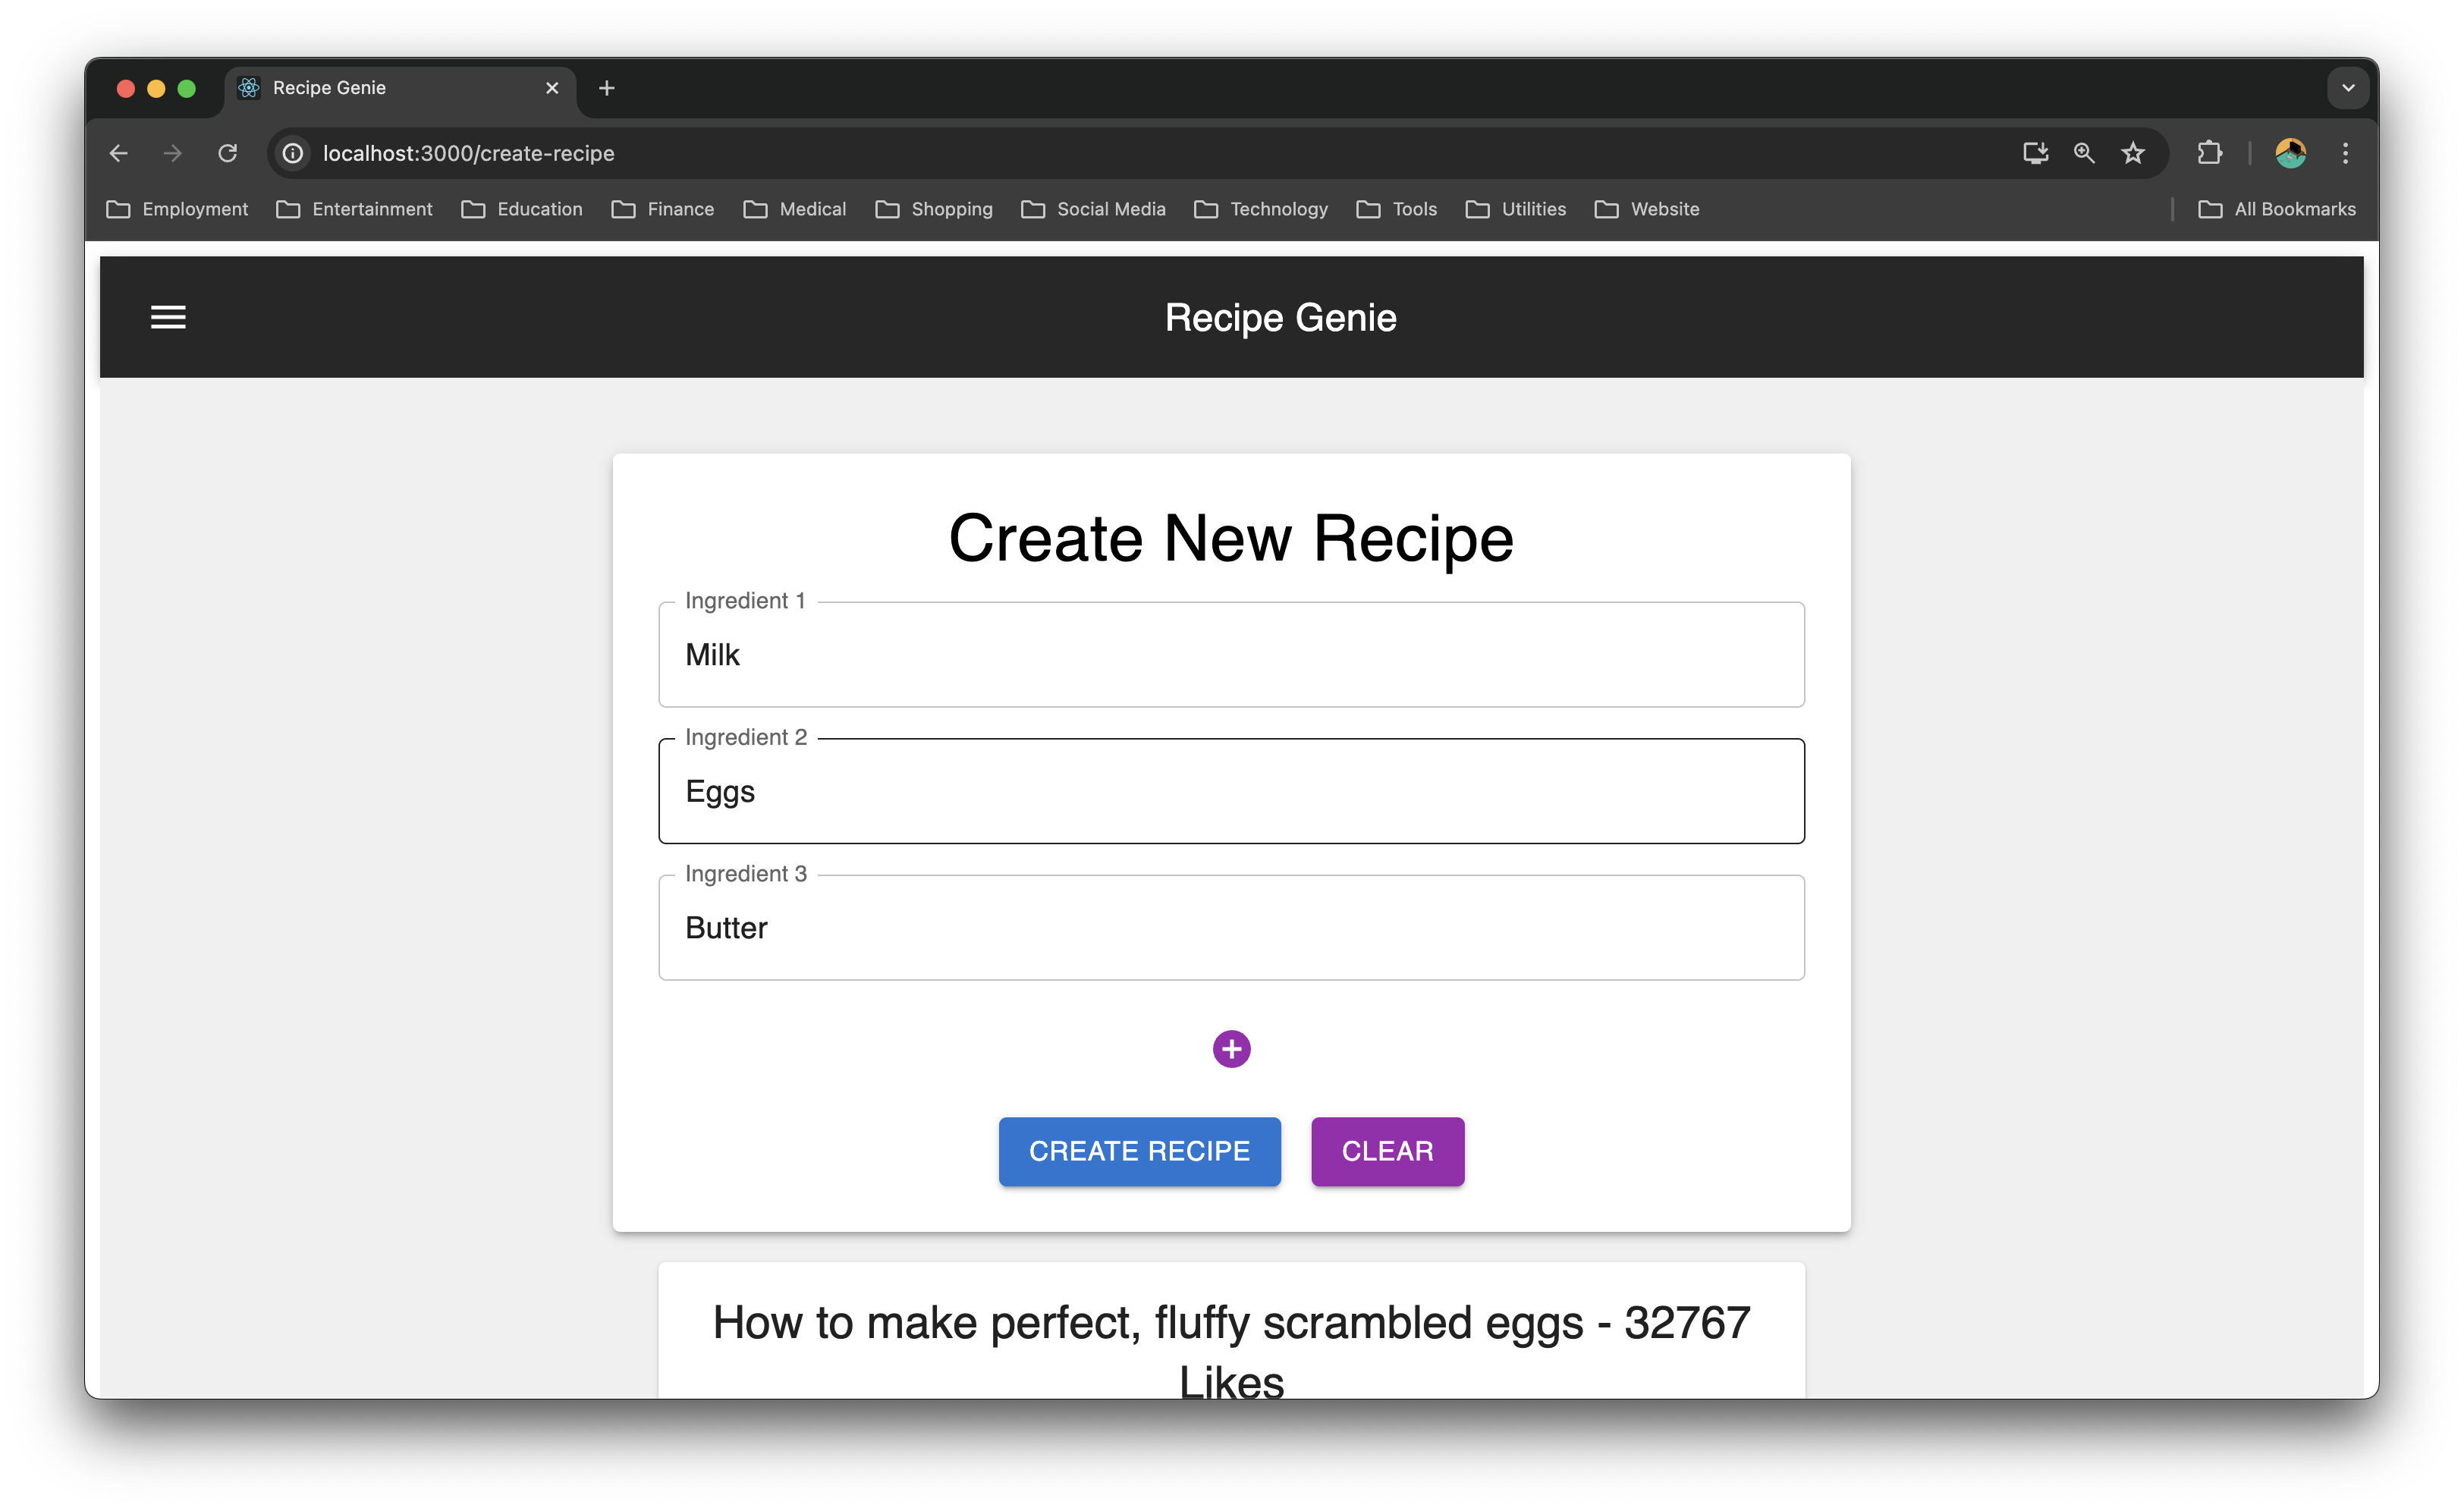 Recipe Genie
localhost:3000/create-recipe
Employment Entertainment Education Finance Medical Shopping Social Media Technology Tools Utilities Website All Bookmarks
Recipe Genie
Create New Recipe
Ingredient 1
Milk
Ingredient 2
Eggs
Ingredient 3
Butter
CREATE RECIPE CLEAR
How to make perfect, fluffy scrambled eggs - 32767
Likes